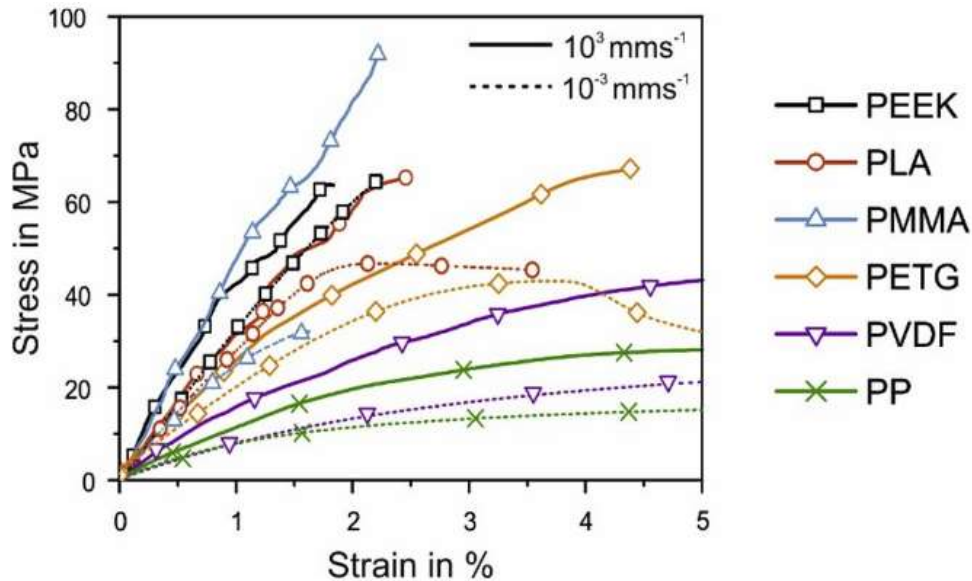 100
80
60
40
20
0
Stress in MPa
0 1 2 3 4 5
Strain in %
10³ mms⁻¹
10⁻³ mms⁻¹
PEEK
PLA
PMMA
PETG
PVDF
PP